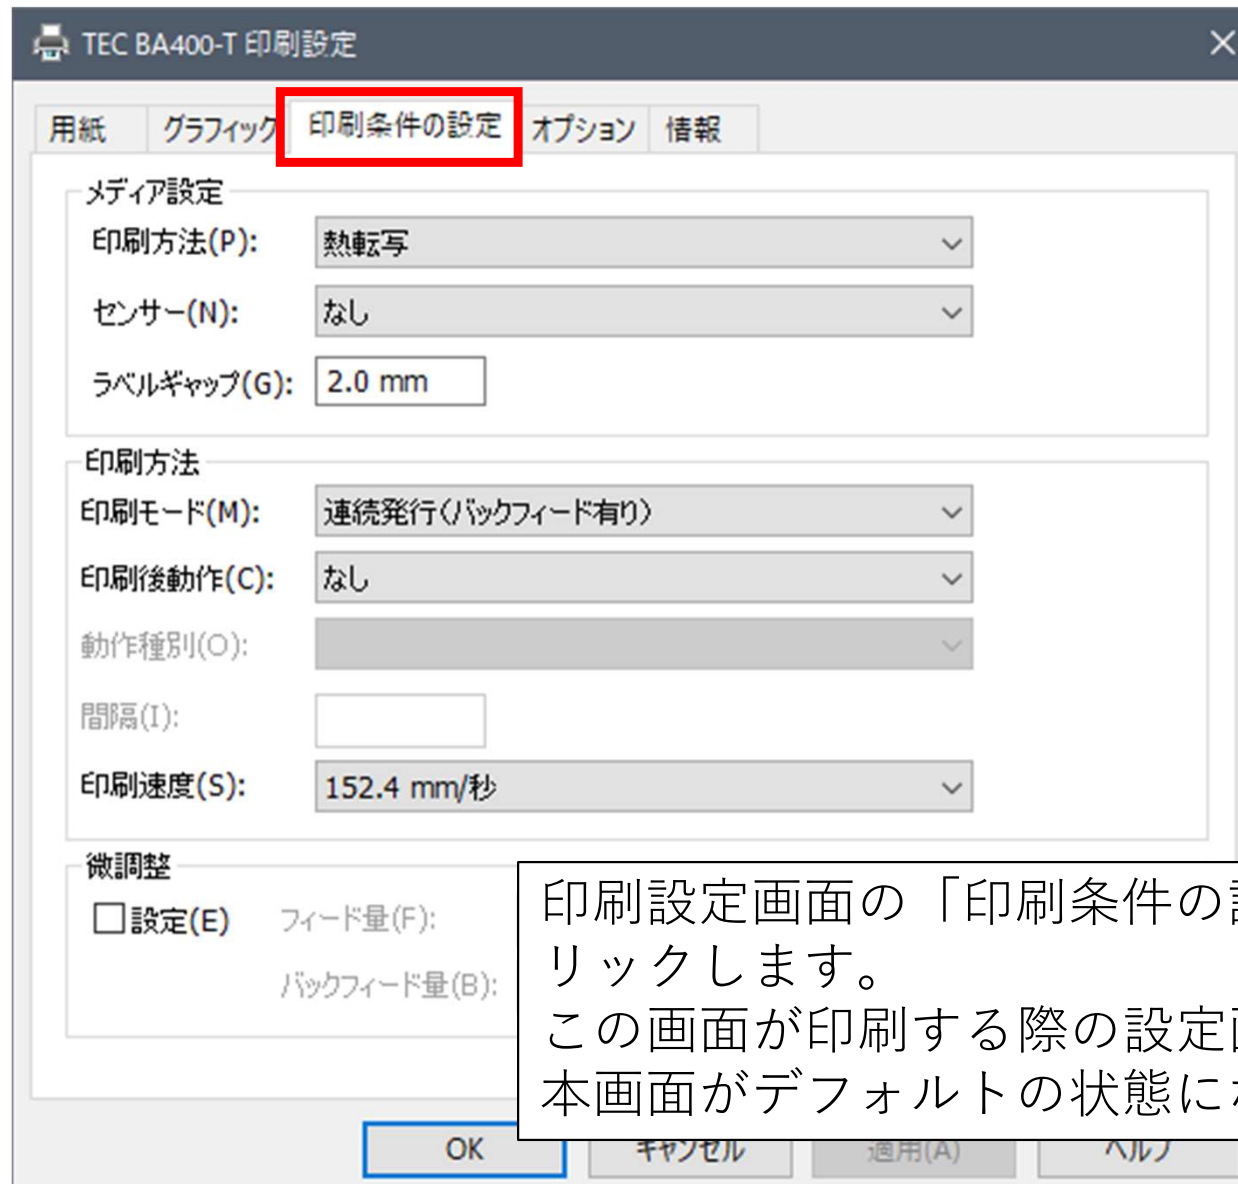 TEC BA400-T 印刷設定
用紙 グラフィック 印刷条件の設定 オプション 情報
メディア設定
印刷方法(P): 熱転写
センサー(N): なし
ラベルギャップ(G): 2.0 mm
印刷方法
印刷モード(M): 連続発行(バックフィード有り)
印刷後動作(C): なし
動作種別(O):
間隔(I):
印刷速度(S): 152.4 mm/秒
微調整
設定(E) フィード量(F):
バックフィード量(B):
印刷設定画面の「印刷条件の
リックします。
この画面が印刷する際の設定
本画面がデフォルトの状態に
OK キャンセル 適用(A) ヘルプ